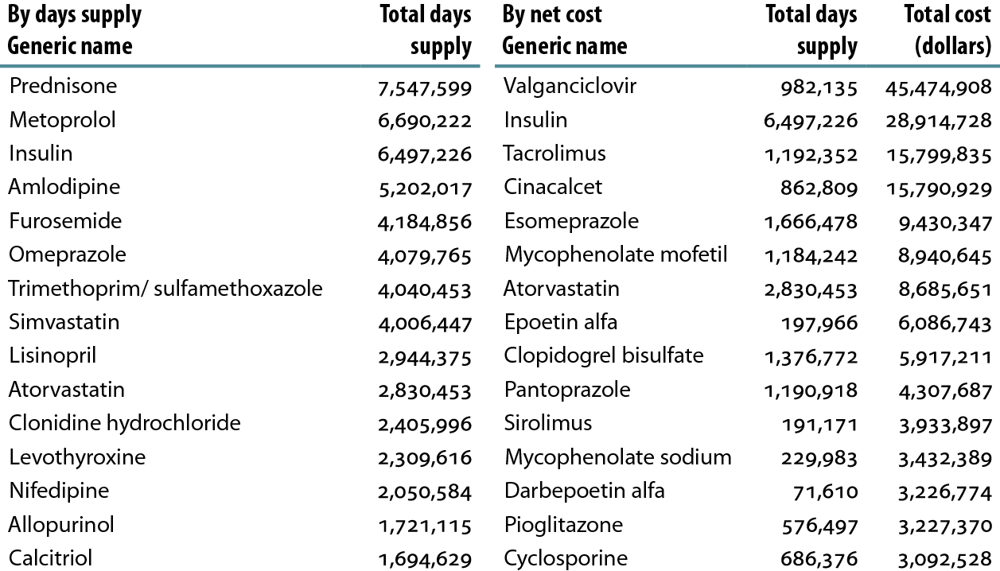 By days supply Total days By net cost Total days Total cost
Generic name supply Generic name supply (dollars)
Prednisone 7,547,599 Valganciclovir 982,135 45,474,908
Metoprolol 6,690,222 Insulin 6,497,226 28,914,728
Insulin 6,497,226 Tacrolimus 1,192,352 15,799,835
Amlodipine 5,202,017 Cinacalcet 862,809 15,790,929
Furosemide 4,184,856 Esomeprazole 1,666,478 9,430,347
Omeprazole 4,079,765 Mycophenolate mofetil 1,184,242 8,940,645
Trimethoprim/ sulfamethoxazole 4,040,453 Atorvastatin 2,830,453 8,685,651
Simvastatin 4,006,447 Epoetin alfa 197,966 6,086,743
Lisinopril 2,944,375 Clopidogrel bisulfate 1,376,772 5,917,211
Atorvastatin 2,830,453 Pantoprazole 1,190,918 4,307,687
Clonidine hydrochloride 2,405,996 Sirolimus 191,171 3,933,897
Levothyroxine 2,309,616 Mycophenolate sodium 229,983 3,432,389
Nifedipine 2,050,584 Darbepoetin alfa 71,610 3,226,774
Allopurinol 1,721,115 Pioglitazone 576,497 3,227,370
Calcitriol 1,694,629 Cyclosporine 686,376 3,092,528